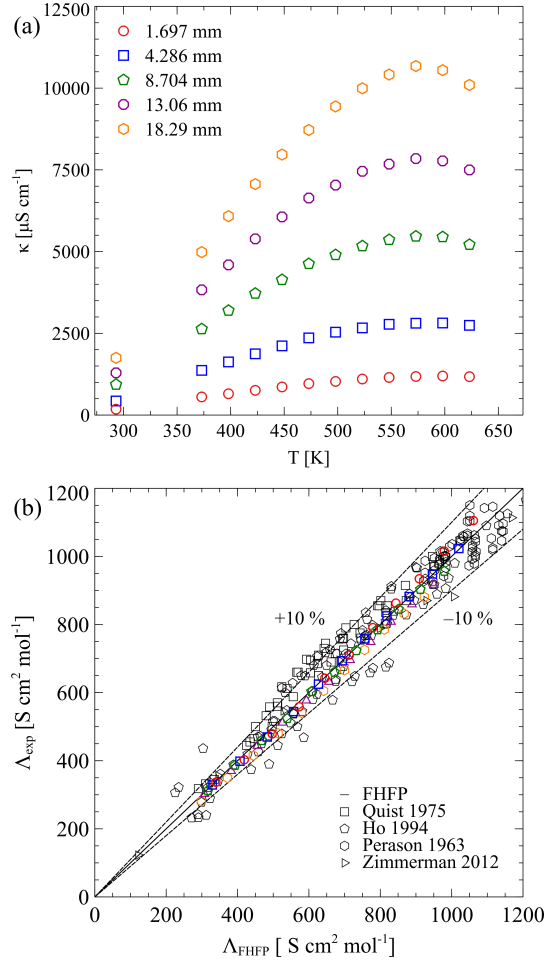 (a)
12500
10000
7500
5000
2500
0
κ [μS cm⁻¹]
1.697 mm
4.286 mm
8.704 mm
13.06 mm
18.29 mm
300 350 400 450 500 550 600 650
T [K]
(b)
1200
1000
800
600
400
200
0
Λexp [ S cm² mol⁻¹]
+10 %
−10 %
FHFP
Quist 1975
Ho 1994
Perason 1963
Zimmerman 2012
0 200 400 600 800 1000 1200
ΛFHFP [ S cm² mol⁻¹]